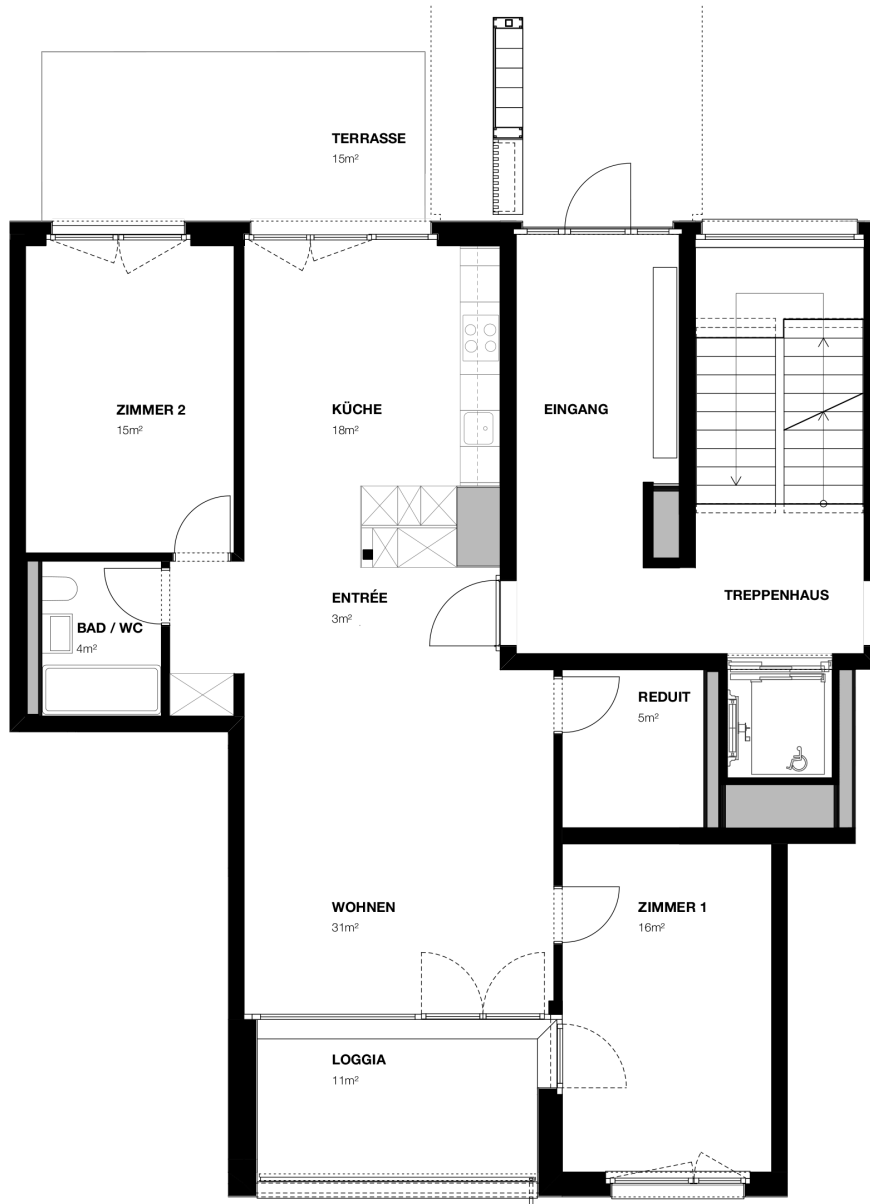 TERRASSE
15m²
ZIMMER 2
15m²
KÜCHE
18m²
EINGANG
ENTRÉE
3m²
TREPPENHAUS
BAD / WC
4m²
REDUIT
5m²
WOHNEN
31m²
ZIMMER 1
16m²
LOGGIA
11m²